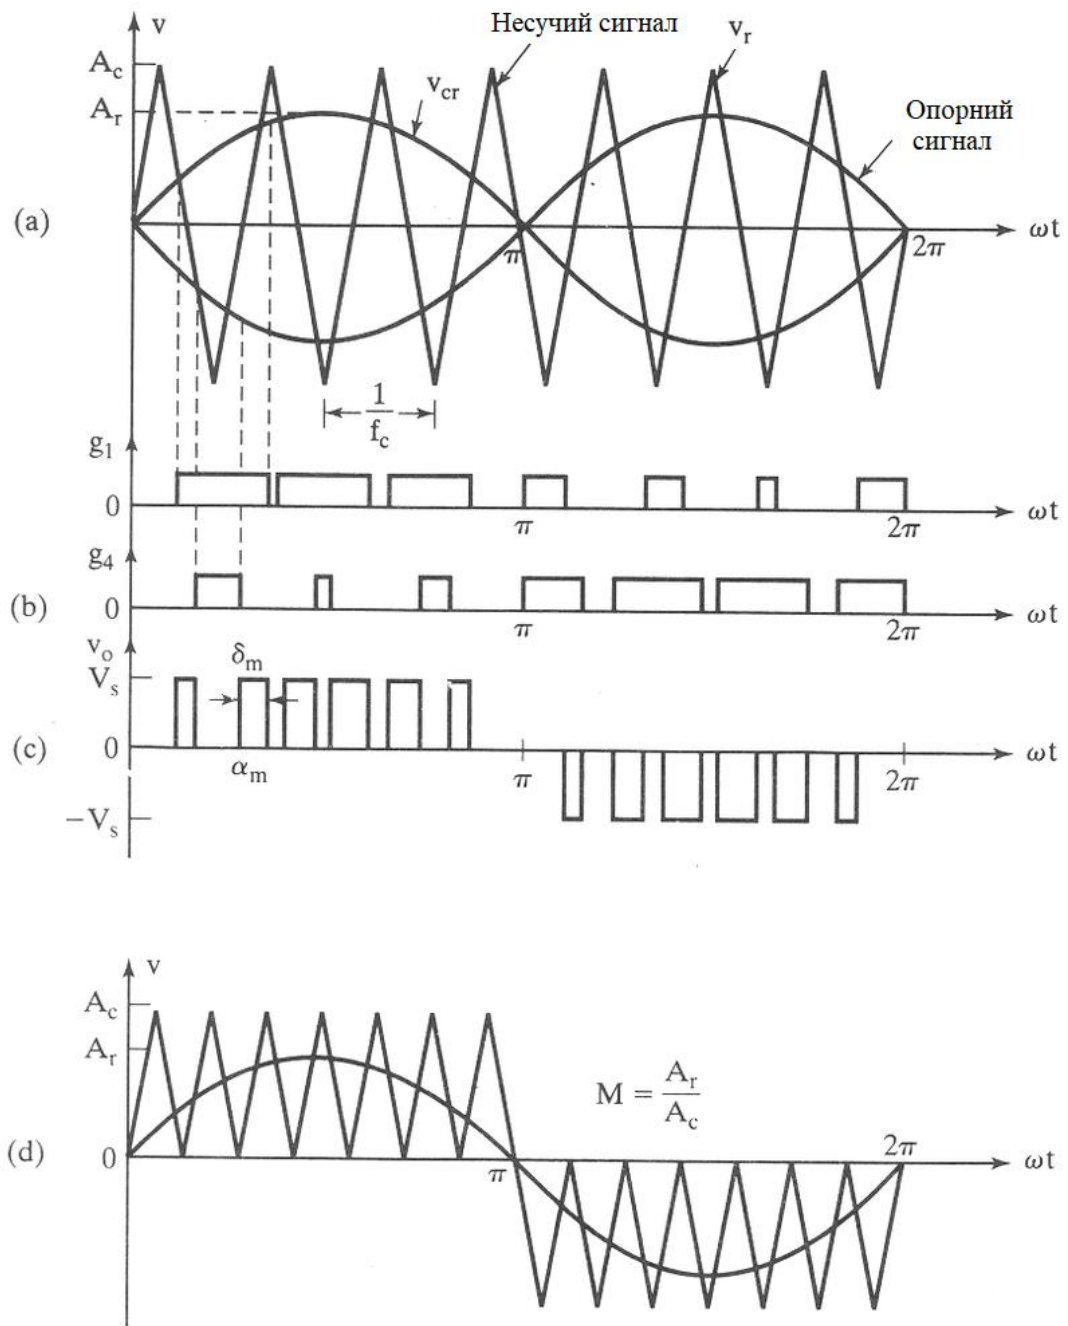 v
Несучий сигнал
v_r
A_c
v_cr
A_r
Опорний
сигнал
(a)
π
2π
ωt
1
f_c
g_1
0
π
2π
ωt
g_4
(b)
0
π
2π
ωt
v_o
V_s
δ_m
(c)
0
α_m
π
2π
ωt
−V_s
v
A_c
A_r
M = A_r / A_c
(d)
0
π
2π
ωt